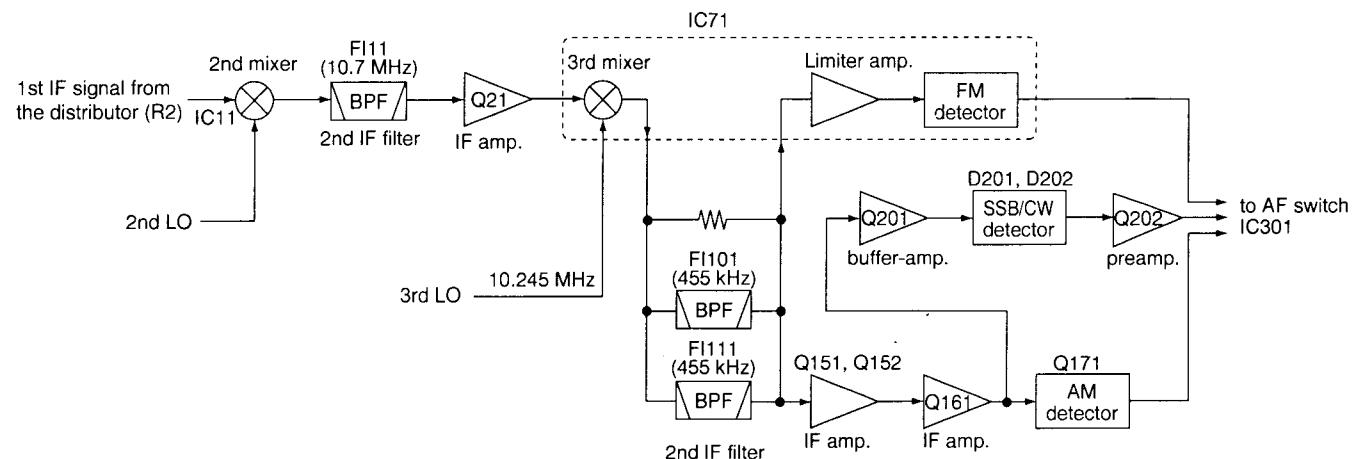 IC71
FI11
(10.7 MHz)
2nd mixer
3rd mixer
Limiter amp.
1st IF signal from
the distributor (R2)
IC11
BPF
Q21
FM
detector
2nd IF filter
IF amp.
D201, D202
2nd LO
Q201
SSB/CW
detector
Q202
to AF switch
IC301
buffer-amp.
preamp.
FI101
(455 kHz)
10.245 MHz
3rd LO
BPF
FI111
(455 kHz)
Q151, Q152
Q171
BPF
Q161
AM
detector
IF amp.
IF amp.
2nd IF filter